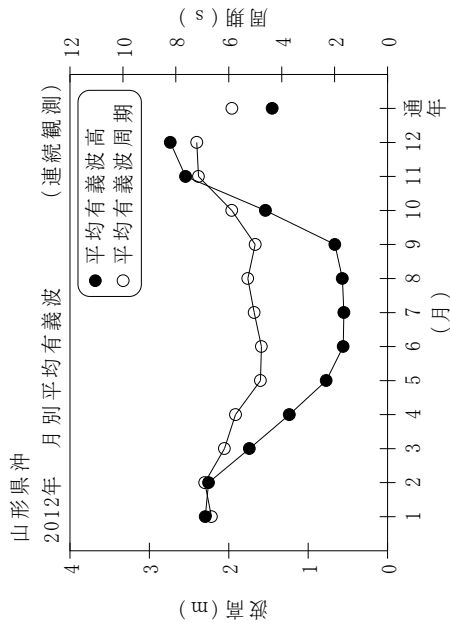 山形県沖
2012年 月別平均有義波 (連続観測)
● 平均有義波高
○ 平均有義波周期
波高(m)
4
3
2
1
0
周期(s)
12
10
8
6
4
2
0
1 2 3 4 5 6 7 8 9 10 11 12 通年
(月)